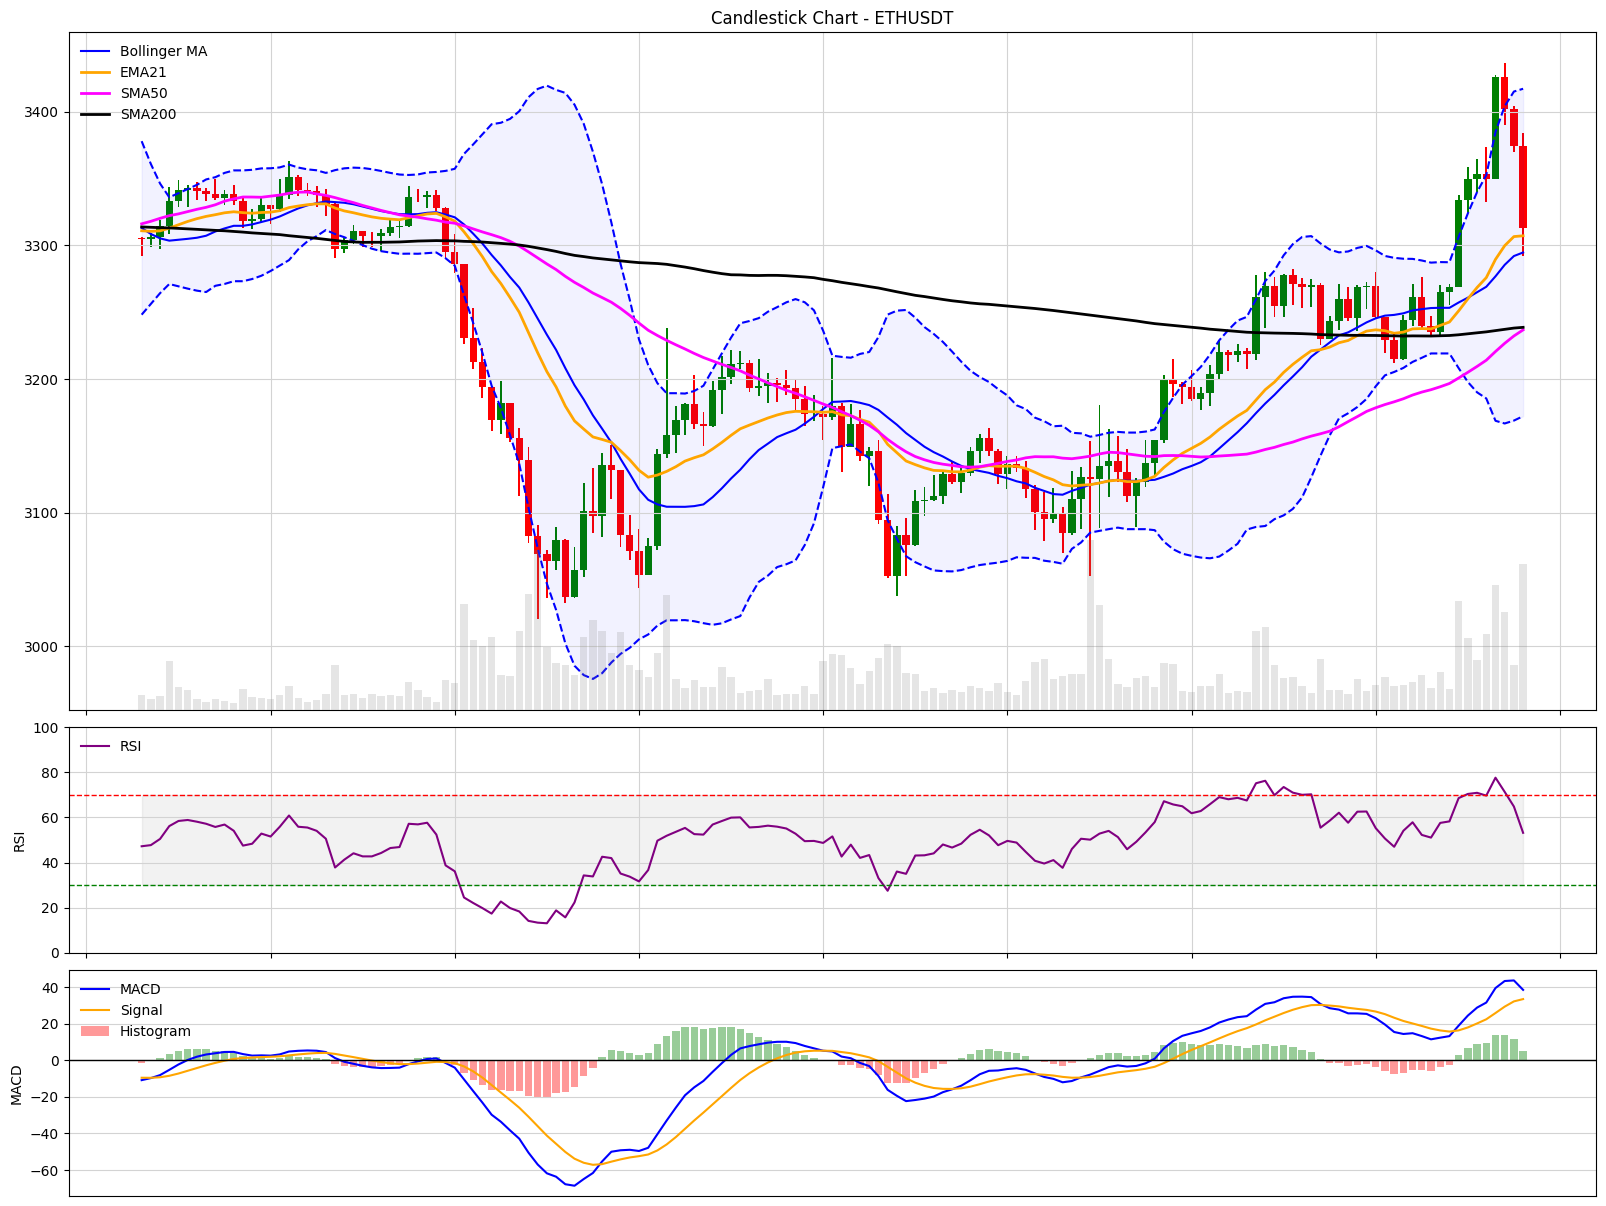 Candlestick Chart - ETHUSDT
Bollinger MA
EMA21
SMA50
SMA200
3400
3300
3200
3100
3000
RSI
100
80
60
40
20
0
RSI
MACD
Signal
Histogram
40
20
0
−20
−40
−60
MACD